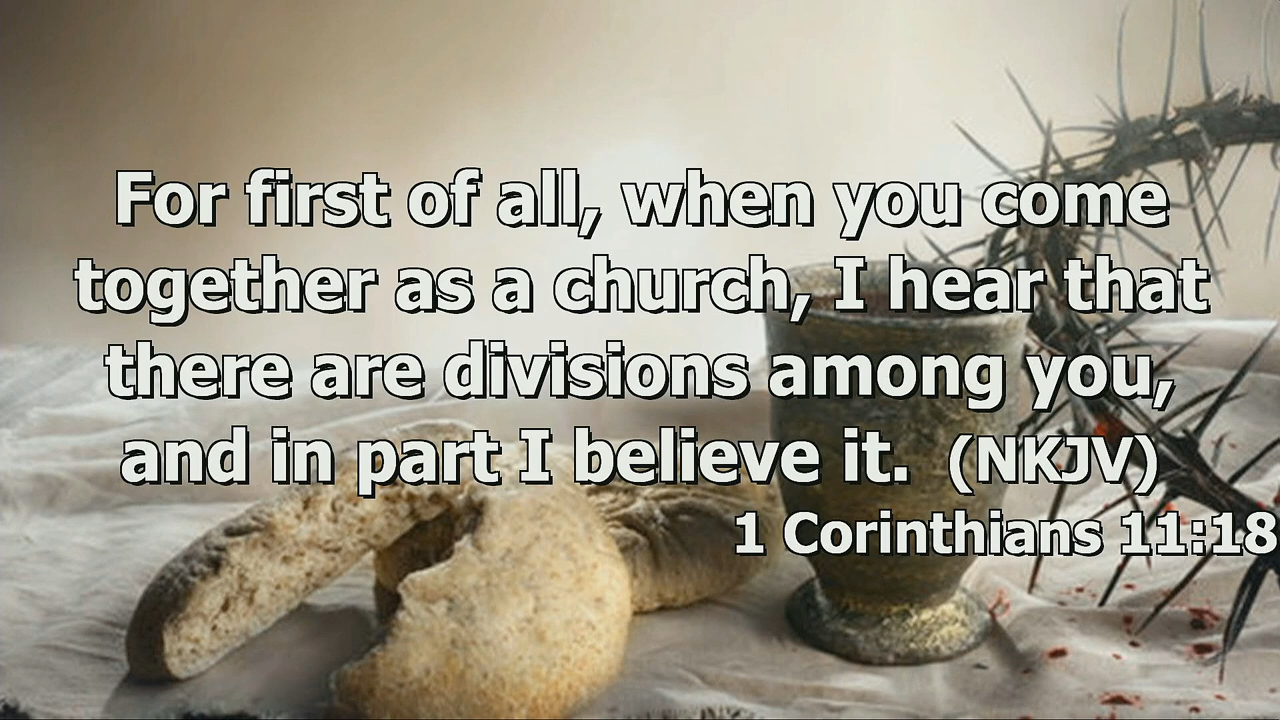 For first of all, when you come
together as a church, I hear that
there are divisions among you,
and in part I believe it. (NKJV)
1 Corinthians 11:18